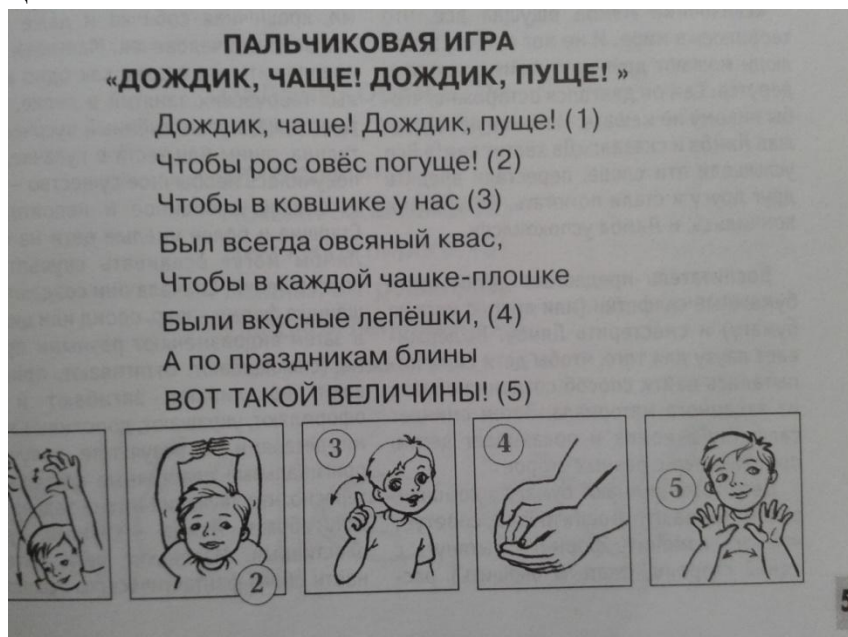 ПАЛЬЧИКОВАЯ ИГРА
«ДОЖДИК, ЧАЩЕ! ДОЖДИК, ПУЩЕ! »
Дождик, чаще! Дождик, пуще! (1)
Чтобы рос овёс погуще! (2)
Чтобы в ковшике у нас (3)
Был всегда овсяный квас,
Чтобы в каждой чашке-плошке
Были вкусные лепёшки, (4)
А по праздникам блины
ВОТ ТАКОЙ ВЕЛИЧИНЫ! (5)
2
3
4
5
5